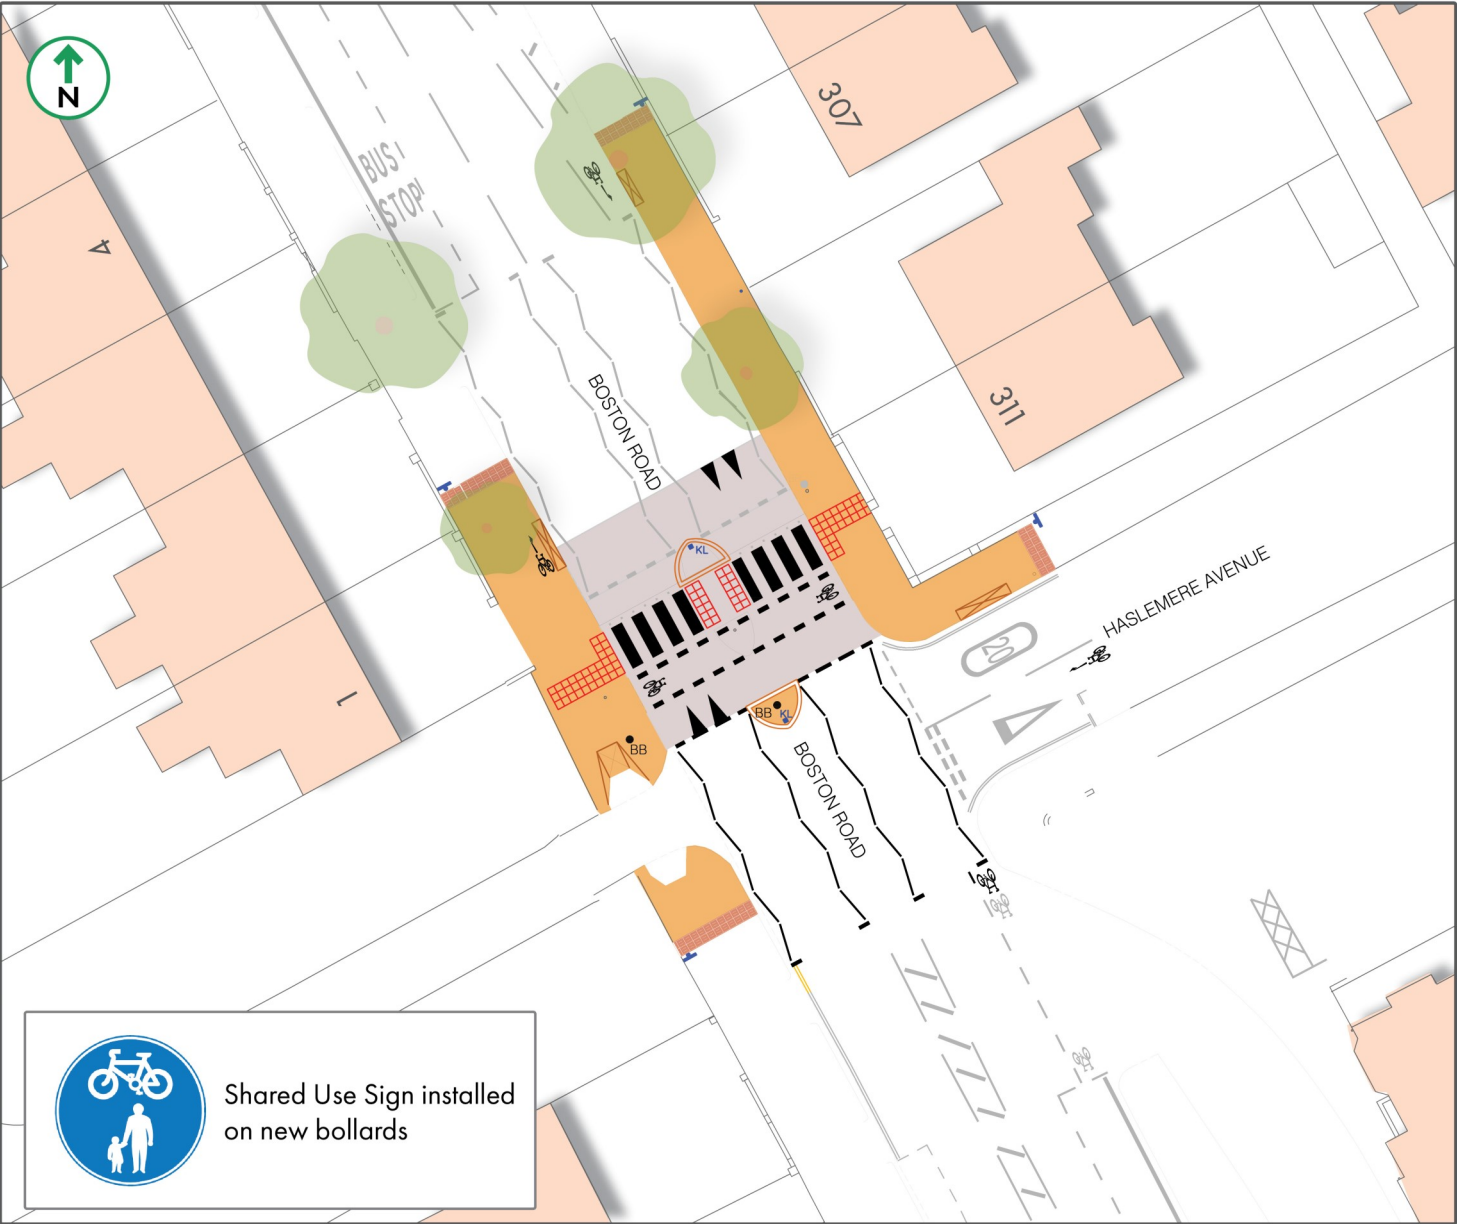 N
307
BUS
STOP
4
BOSTON ROAD
311
KL
HASLEMERE AVENUE
20
1
BB
KL
BB
BOSTON ROAD
Shared Use Sign installed
on new bollards